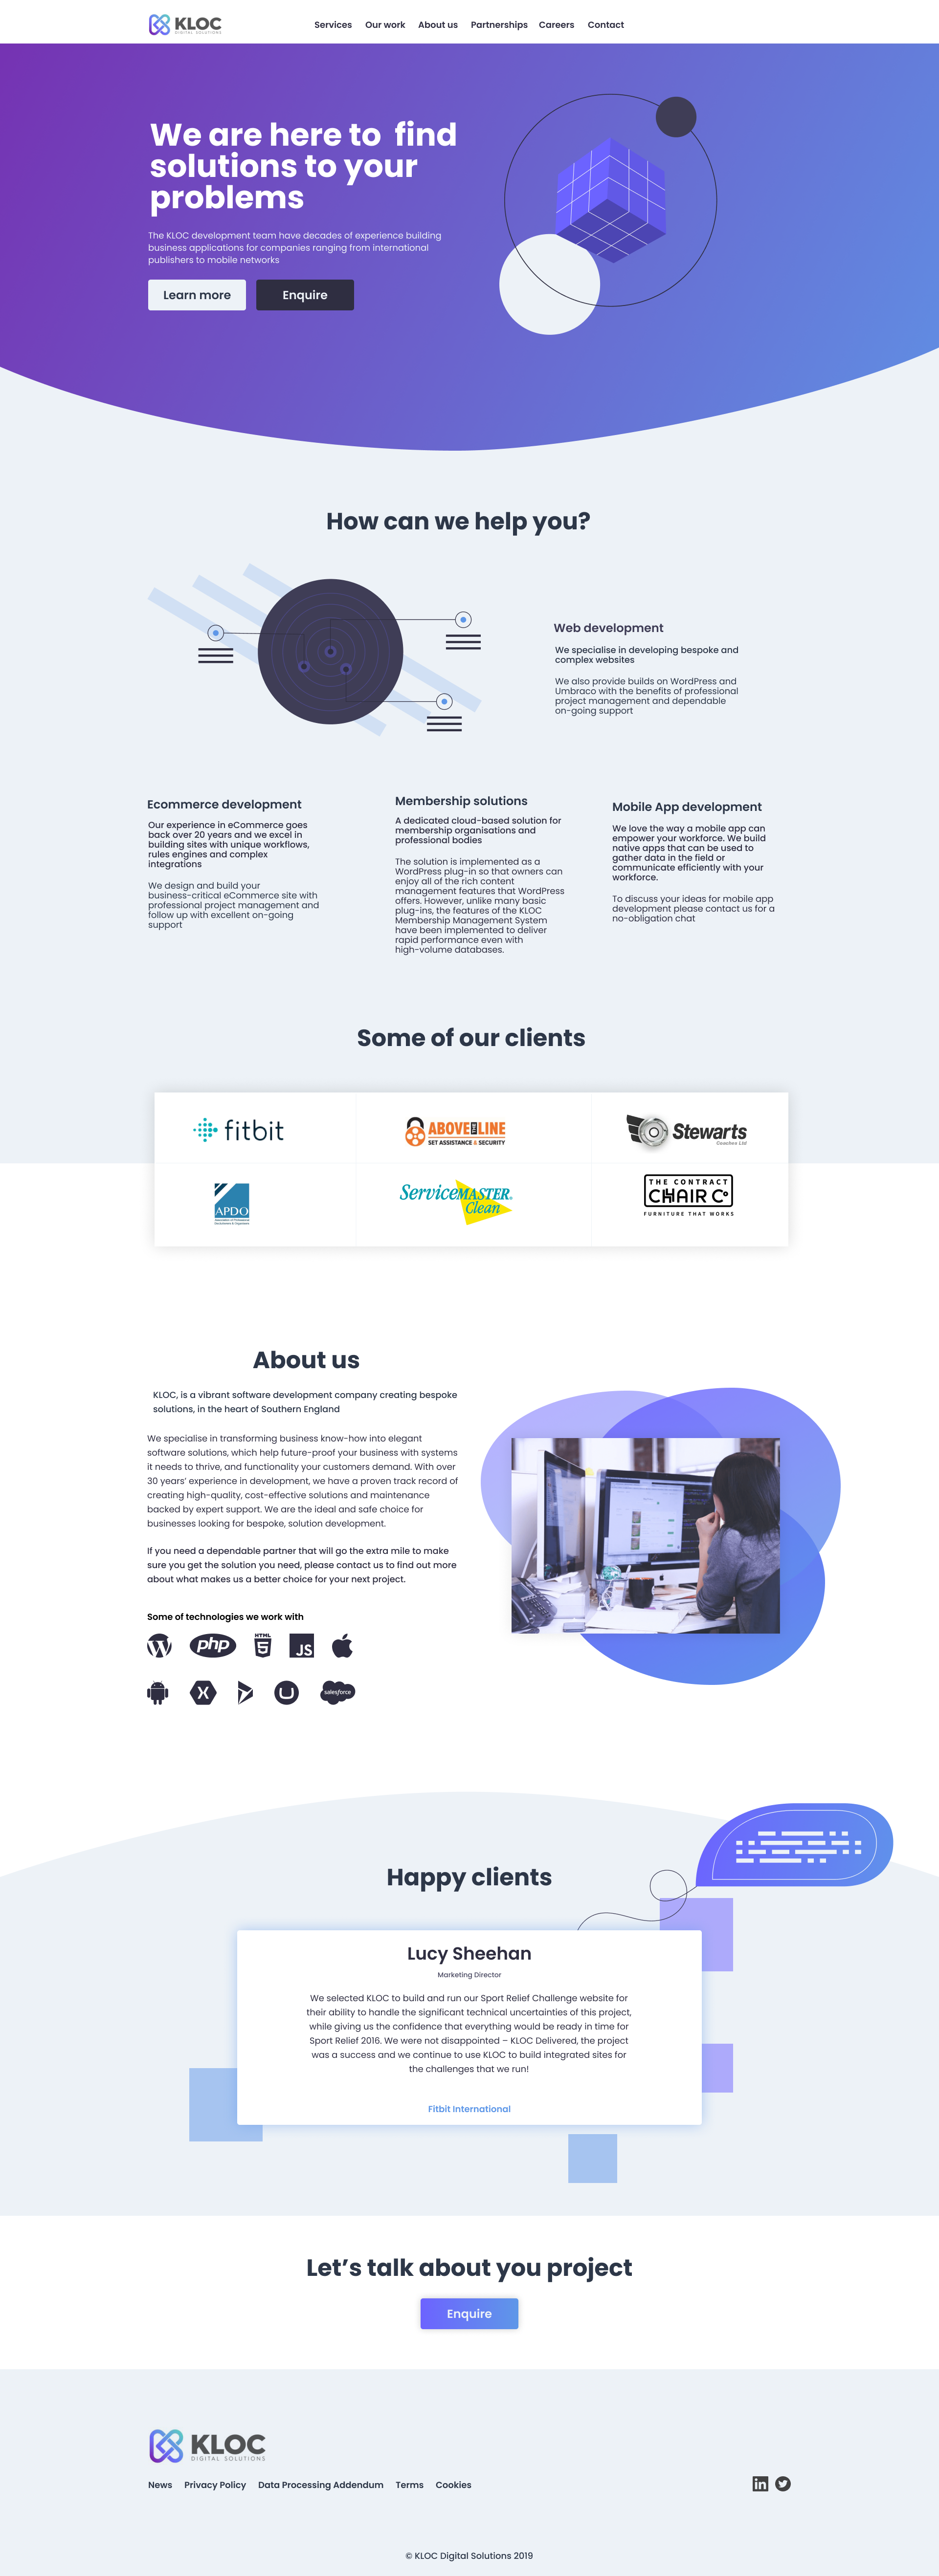 KLOC
DIGITAL SOLUTIONS
Services Our work About us Partnerships Careers Contact
We are here to find
solutions to your
problems
The KLOC development team have decades of experience building
business applications for companies ranging from international
publishers to mobile networks
Learn more Enquire
How can we help you?
Web development
We specialise in developing bespoke and
complex websites
We also provide builds on WordPress and
Umbraco with the benefits of professional
project management and dependable
on-going support
Ecommerce development
Our experience in eCommerce goes
back over 20 years and we excel in
building sites with unique workflows,
rules engines and complex
integrations
We design and build your
business-critical eCommerce site with
professional project management and
follow up with excellent on-going
support
Membership solutions
A dedicated cloud-based solution for
membership organisations and
professional bodies
The solution is implemented as a
WordPress plug-in so that owners can
enjoy all of the rich content
management features that WordPress
offers. However, unlike many basic
plug-ins, the features of the KLOC
Membership Management System
have been implemented to deliver
rapid performance even with
high-volume databases.
Mobile App development
We love the way a mobile app can
empower your workforce. We build
native apps that can be used to
gather data in the field or
communicate efficiently with your
workforce.
To discuss your ideas for mobile app
development please contact us for a
no-obligation chat
Some of our clients
fitbit
ABOVE THE LINE
SET ASSISTANCE & SECURITY
Stewarts
Coaches Ltd
APDO
ServiceMASTER
Clean
THE CONTRACT
CHAIR Co
FURNITURE THAT WORKS
About us
KLOC, is a vibrant software development company creating bespoke
solutions, in the heart of Southern England
We specialise in transforming business know-how into elegant
software solutions, which help future-proof your business with systems
it needs to thrive, and functionality your customers demand. With over
30 years’ experience in development, we have a proven track record of
creating high-quality, cost-effective solutions and maintenance
backed by expert support. We are the ideal and safe choice for
businesses looking for bespoke, solution development.
If you need a dependable partner that will go the extra mile to make
sure you get the solution you need, please contact us to find out more
about what makes us a better choice for your next project.
Some of technologies we work with
php HTML 5 JS
salesforce
Happy clients
Lucy Sheehan
Marketing Director
We selected KLOC to build and run our Sport Relief Challenge website for
their ability to handle the significant technical uncertainties of this project,
while giving us the confidence that everything would be ready in time for
Sport Relief 2016. We were not disappointed – KLOC Delivered, the project
was a success and we continue to use KLOC to build integrated sites for
the challenges that we run!
Fitbit International
Let’s talk about you project
Enquire
KLOC
DIGITAL SOLUTIONS
News Privacy Policy Data Processing Addendum Terms Cookies
© KLOC Digital Solutions 2019